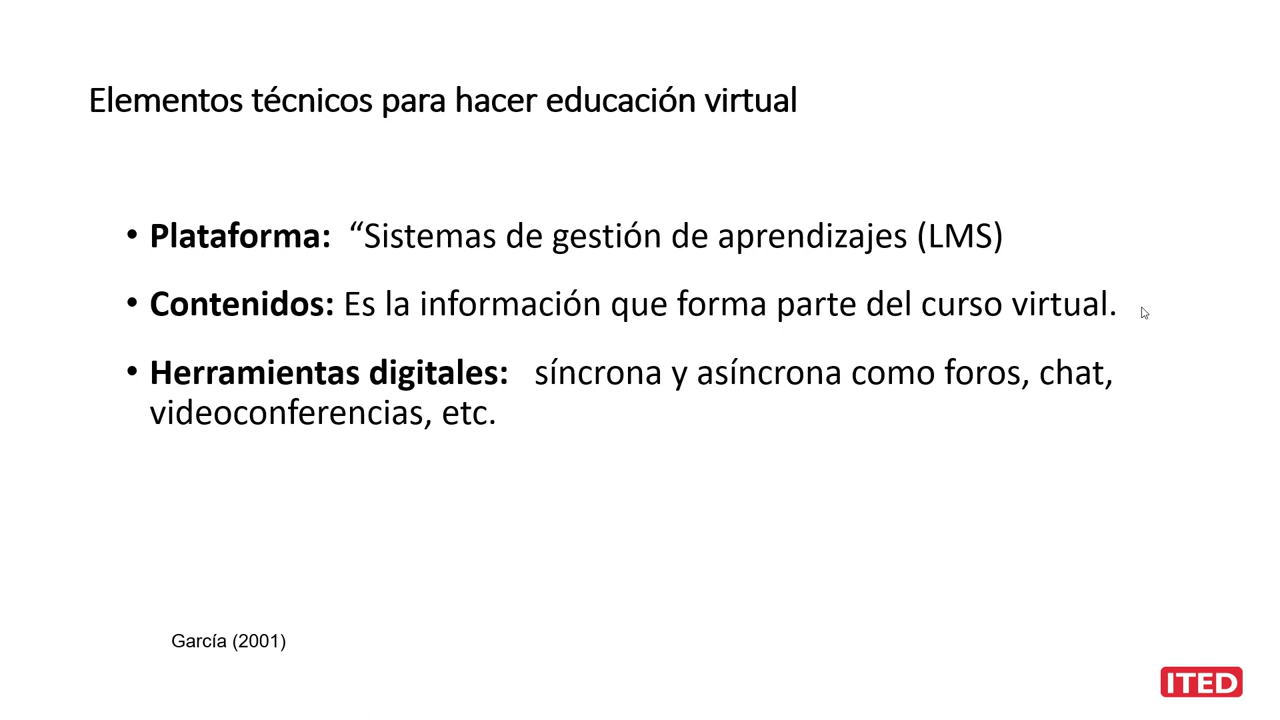 Elementos técnicos para hacer educación virtual
• Plataforma: “Sistemas de gestión de aprendizajes (LMS)
• Contenidos: Es la información que forma parte del curso virtual.
• Herramientas digitales: síncrona y asíncrona como foros, chat,
videoconferencias, etc.
García (2001)
ITED